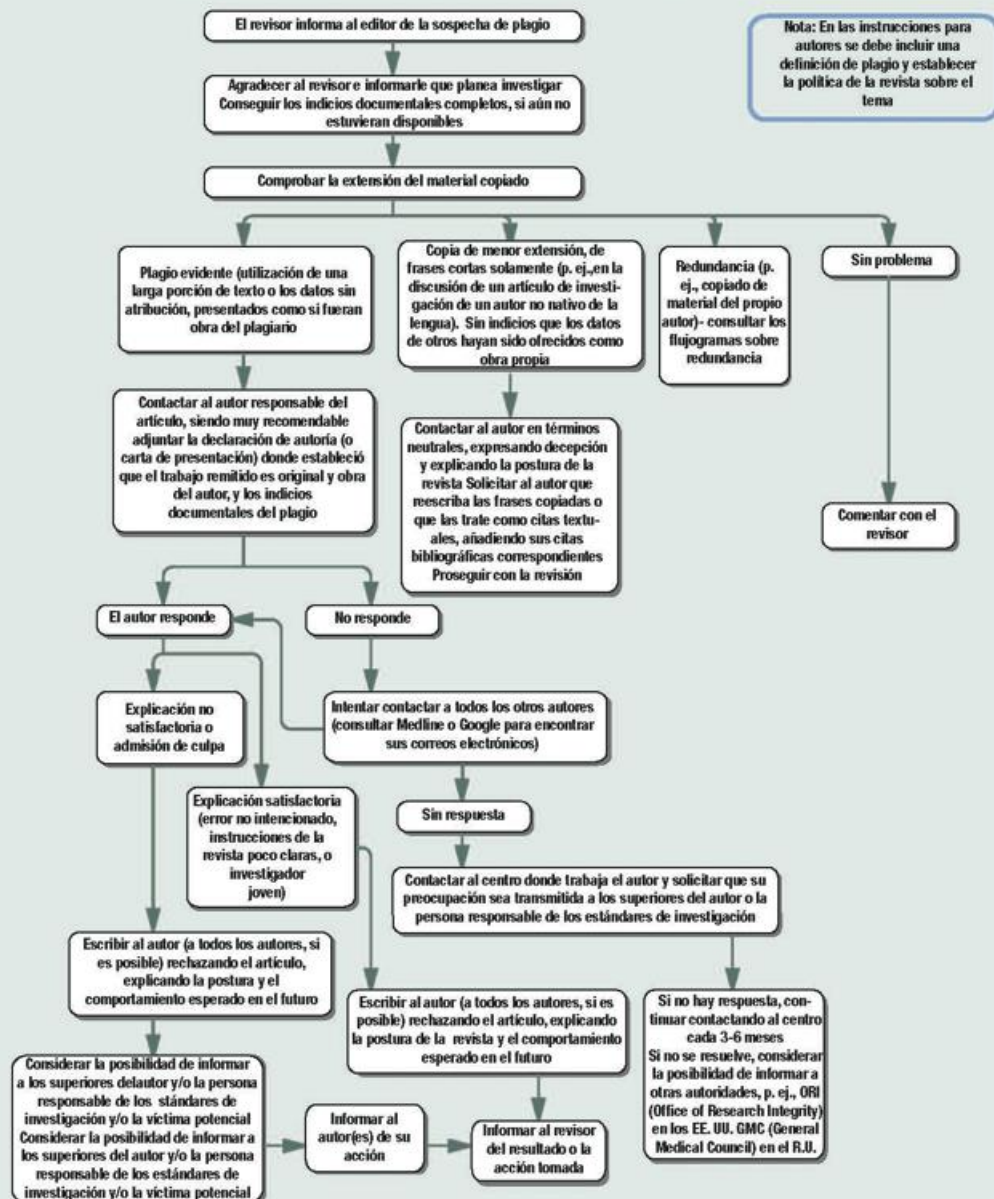 El revisor informa al editor de la sospecha de plagio
Nota: En las instrucciones para
autores se debe incluir una
definición de plagio y establecer
la política de la revista sobre el
tema
Agradecer al revisor e informarle que planea investigar
Conseguir los indicios documentales completos, si aún no
estuvieran disponibles
Comprobar la extensión del material copiado
Plagio evidente (utilización de una
larga porción de texto o los datos sin
atribución, presentados como si fueran
obra del plagiario
Copia de menor extensión, de
frases cortas solamente (p. ej.,en la
discusión de un artículo de investi-
gación de un autor no nativo de la
lengua). Sin indicios que los datos
de otros hayan sido ofrecidos como
obra propia
Redundancia (p.
ej., copiado de
material del propio
autor)- consultar los
flujogramas sobre
redundancia
Sin problema
Contactar al autor responsable del
artículo, siendo muy recomendable
adjuntar la declaración de autoría (o
carta de presentación) donde estableció
que el trabajo remitido es original y obra
del autor, y los indicios
documentales del plagio
Contactar al autor en términos
neutrales, expresando decepción
y explicando la postura de la
revista Solicitar al autor que
reescriba las frases copiadas o
que las trate como citas textu-
ales, añadiendo sus citas
bibliográficas correspondientes
Proseguir con la revisión
Comentar con el
revisor
El autor responde
No responde
Explicación no
satisfactoria o
admisión de culpa
Intentar contactar a todos los otros autores
(consultar Medline o Google para encontrar
sus correos electrónicos)
Explicación satisfactoria
(error no intencionado,
instrucciones de la
revista poco claras, o
investigador
joven)
Sin respuesta
Contactar al centro donde trabaja el autor y solicitar que su
preocupación sea transmitida a los superiores del autor o la
persona responsable de los estándares de investigación
Escribir al autor (a todos los autores, si
es posible) rechazando el artículo,
explicando la postura y el
comportamiento esperado en el futuro
Escribir al autor (a todos los autores, si es
posible) rechazando el artículo, explicando
la postura de la revista y el comportamiento
esperado en el futuro
Si no hay respuesta, con-
tinuar contactando al centro
cada 3-6 meses
Si no se resuelve, considerar
la posibilidad de informar a
otras autoridades, p. ej., ORI
(Office of Research Integrity)
en los EE. UU. GMC (General
Medical Council) en el R.U.
Considerar la posibilidad de informar
a los superiores delautor y/o la persona
responsable de los stándares de
investigación y/o la víctima potencial
Considerar la posibilidad de informar a
los superiores del autor y/o la persona
responsable de los estándares de
investigación y/o la víctima potencial
Informar al
autor(es) de su
acción
Informar al revisor
del resultado o la
acción tomada